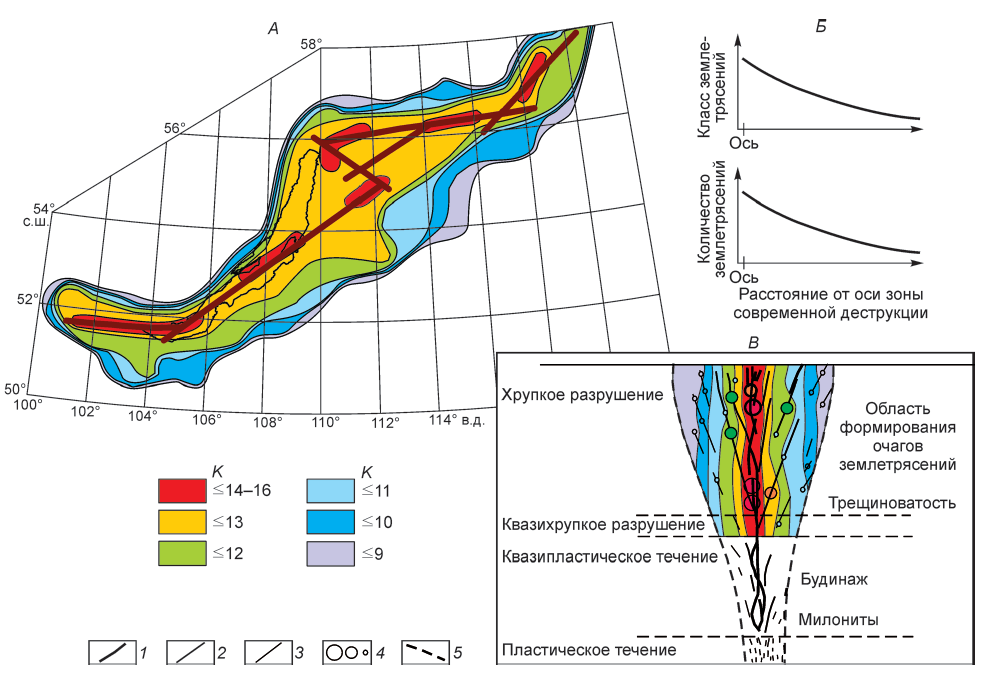 А
58°
56°
54°
с.ш.
52°
50°
100°
102°
104°
106°
108°
110°
112°
114° в.д.
Б
Класс земле-
трясений
Ось
Количество
землетрясений
Ось
Расстояние от оси зоны
современной деструкции
К
≤14–16
≤13
≤12
К
≤11
≤10
≤9
1
2
3
4
5
В
Хрупкое разрушение
Область
формирования
очагов
землетрясений
Трещиноватость
Квазихрупкое разрушение
Квазипластическое течение
Будинаж
Милониты
Пластическое течение